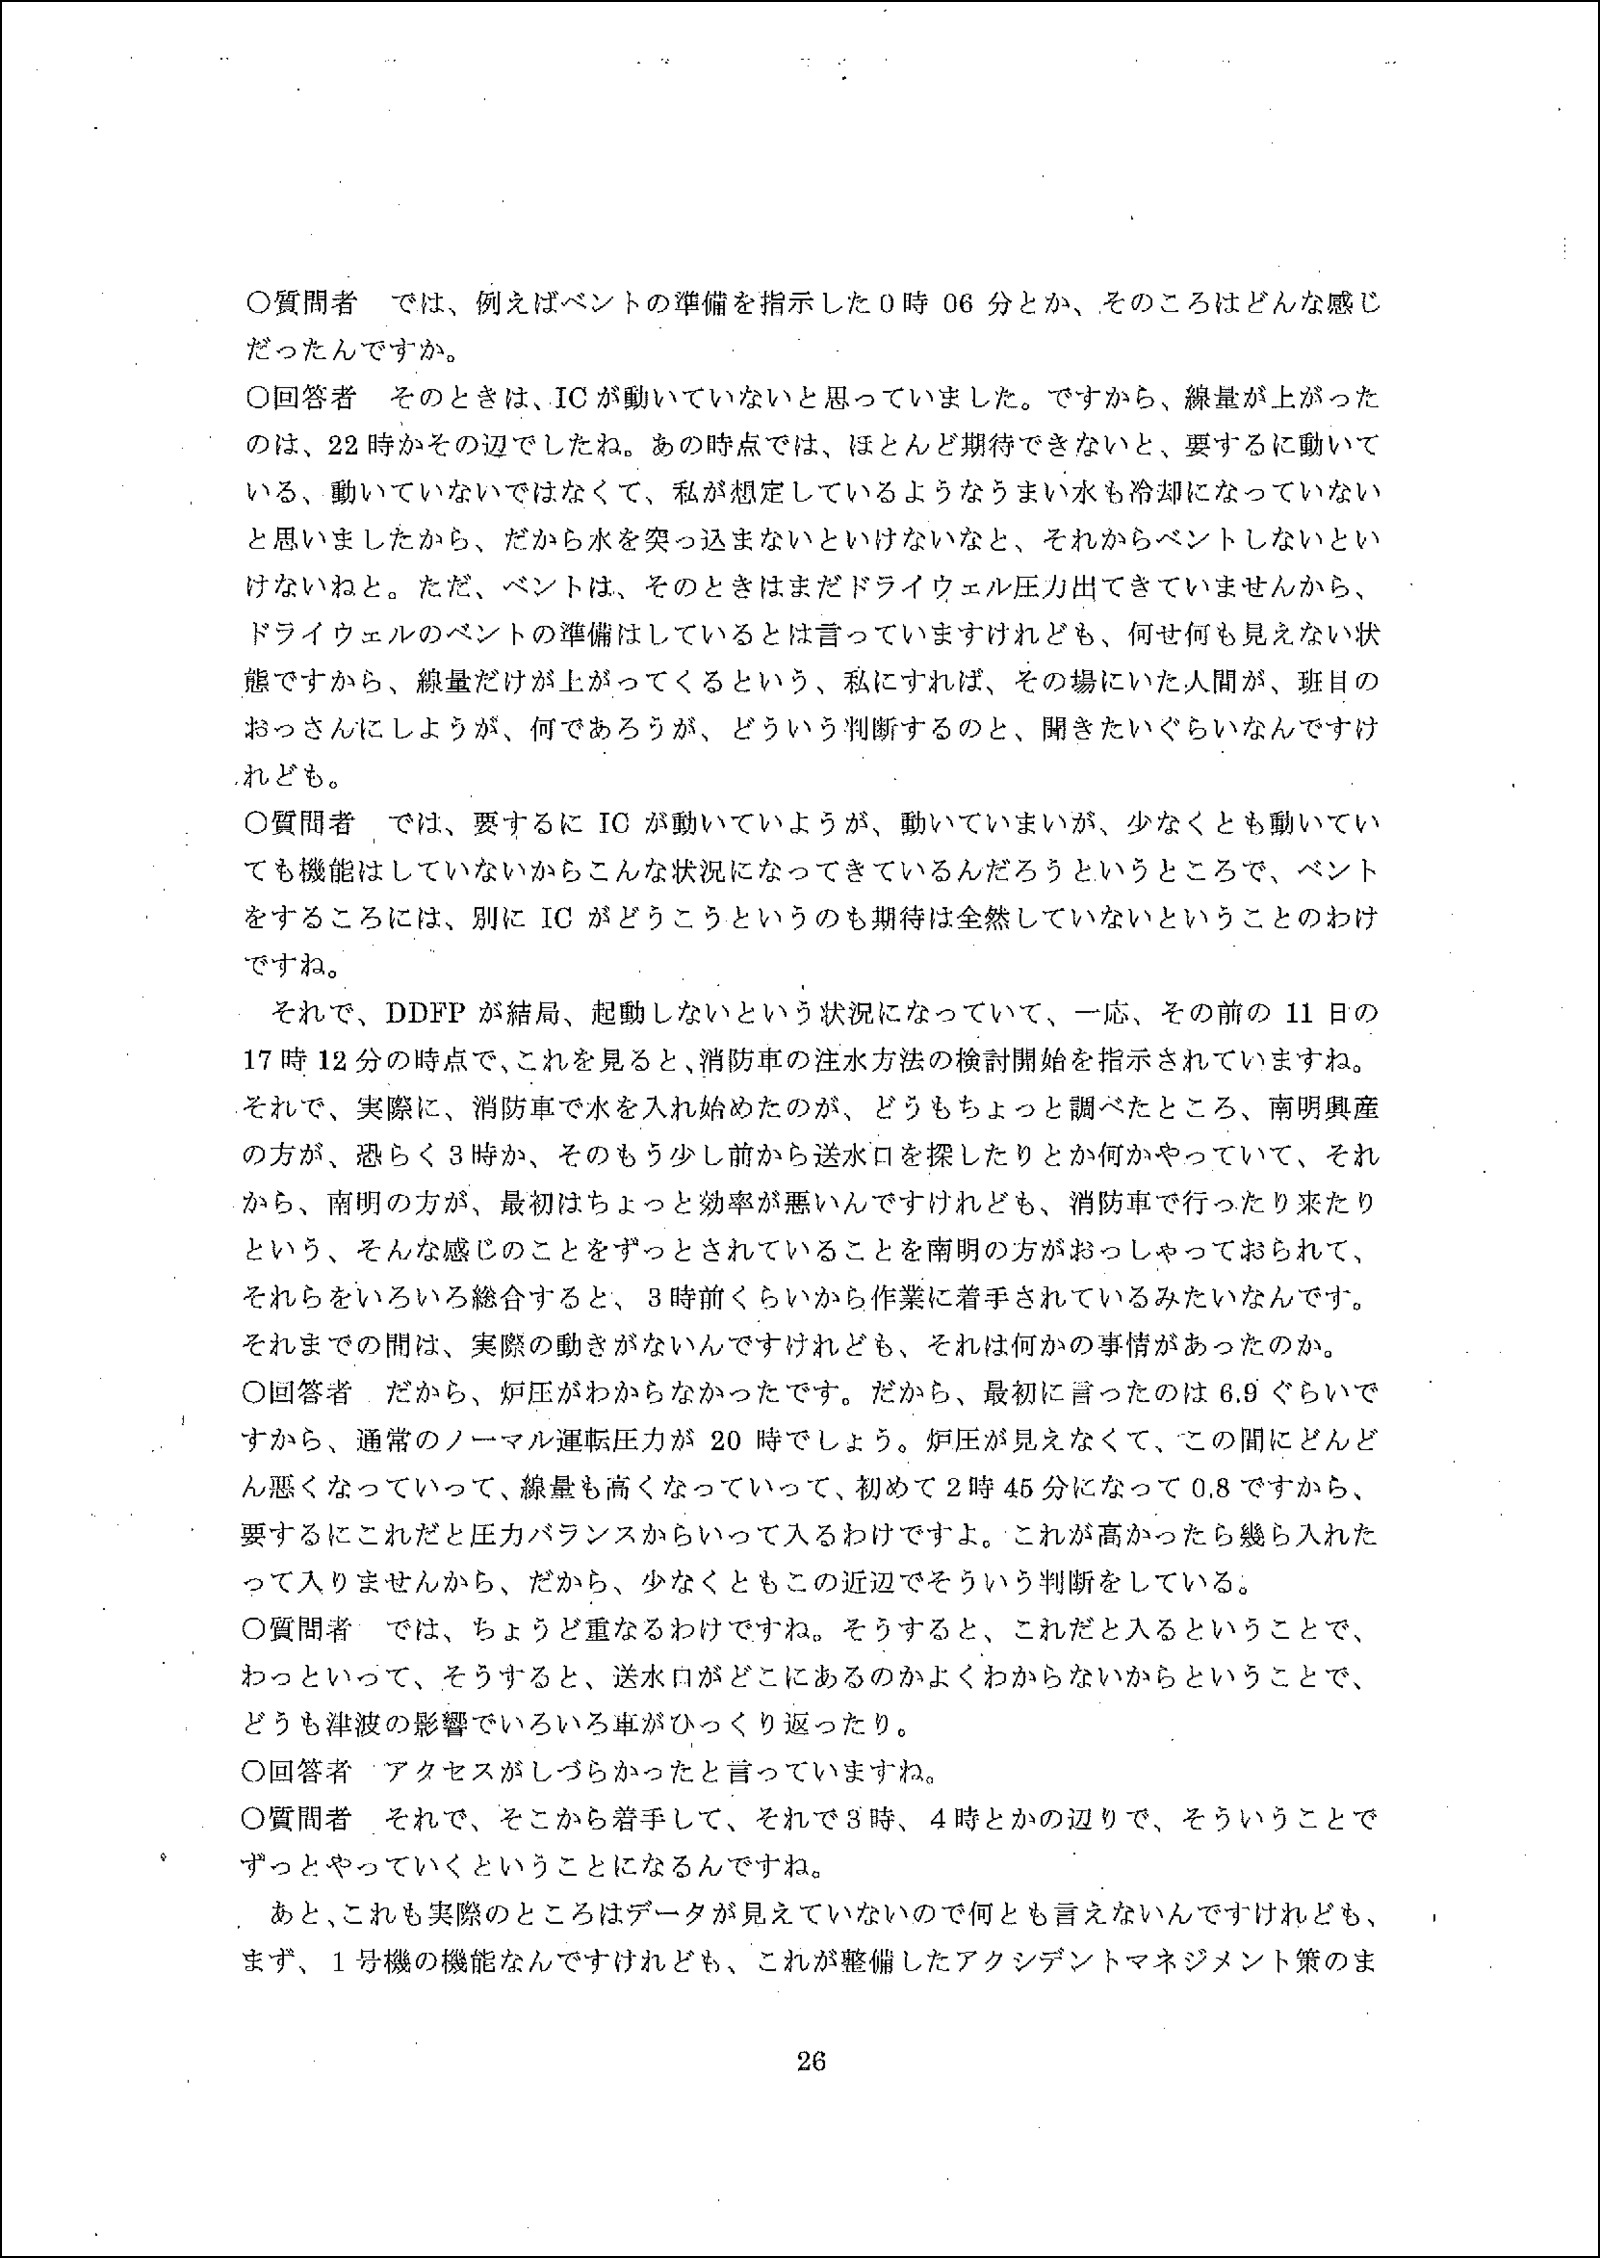 ○質問者　では、例えばベントの準備を指示した0時 06 分とか、そのころはどんな感じ
だったんですか。
○回答者　そのときは、IC が動いていないと思っていました。ですから、線量が上がった
のは、22 時かその辺でしたね。あの時点では、ほとんど期待できないと、要するに動いて
いる、動いていないではなくて、私が想定しているようなうまい水も冷却になっていない
と思いましたから、だから水を突っ込まないといけないなと、それからベントしないとい
けないねと。ただ、ベントは、そのときはまだドライウェル圧力出てきていませんから、
ドライウェルのベントの準備はしているとは言っていますけれども、何せ何も見えない状
態ですから、線量だけが上がってくるという、私にすれば、その場にいた人間が、班目の
おっさんにしようが、何であろうが、どういう判断するのと、聞きたいぐらいなんですけ
れども。
○質問者　では、要するに IC が動いていようが、動いていまいが、少なくとも動いてい
ても機能はしていないからこんな状況になってきているんだろうというところで、ベント
をするころには、別に IC がどうこうというのも期待は全然していないということのわけ
ですね。
　それで、DDFP が結局、起動しないという状況になっていて、一応、その前の 11 日の
17 時 12 分の時点で、これを見ると、消防車の注水方法の検討開始を指示されていますね。
それで、実際に、消防車で水を入れ始めたのが、どうもちょっと調べたところ、南明興産
の方が、恐らく3時か、そのもう少し前から送水口を探したりとか何かやっていて、それ
から、南明の方が、最初はちょっと効率が悪いんですけれども、消防車で行ったり来たり
という、そんな感じのことをずっとされていることを南明の方がおっしゃっておられて、
それらをいろいろ総合すると、3時前くらいから作業に着手されているみたいなんです。
それまでの間は、実際の動きがないんですけれども、それは何かの事情があったのか。
○回答者　だから、炉圧がわからなかったです。だから、最初に言ったのは 6.9 ぐらいで
すから、通常のノーマル運転圧力が 20 時でしょう。炉圧が見えなくて、この間にどんど
ん悪くなっていって、線量も高くなっていって、初めて2時 45 分になって 0.8 ですから、
要するにこれだと圧力バランスからいって入るわけですよ。これが高かったら幾ら入れた
って入りませんから、だから、少なくともこの近辺でそういう判断をしている。
○質問者　では、ちょうど重なるわけですね。そうすると、これだと入るということで、
わっといって、そうすると、送水口がどこにあるのかよくわからないからということで、
どうも津波の影響でいろいろ車がひっくり返ったり。
○回答者　アクセスがしづらかったと言っていますね。
○質問者　それで、そこから着手して、それで3時、4時とかの辺りで、そういうことで
ずっとやっていくということになるんですね。
　あと、これも実際のところはデータが見えていないので何とも言えないんですけれども、
まず、1号機の機能なんですけれども、これが整備したアクシデントマネジメント策のま
26